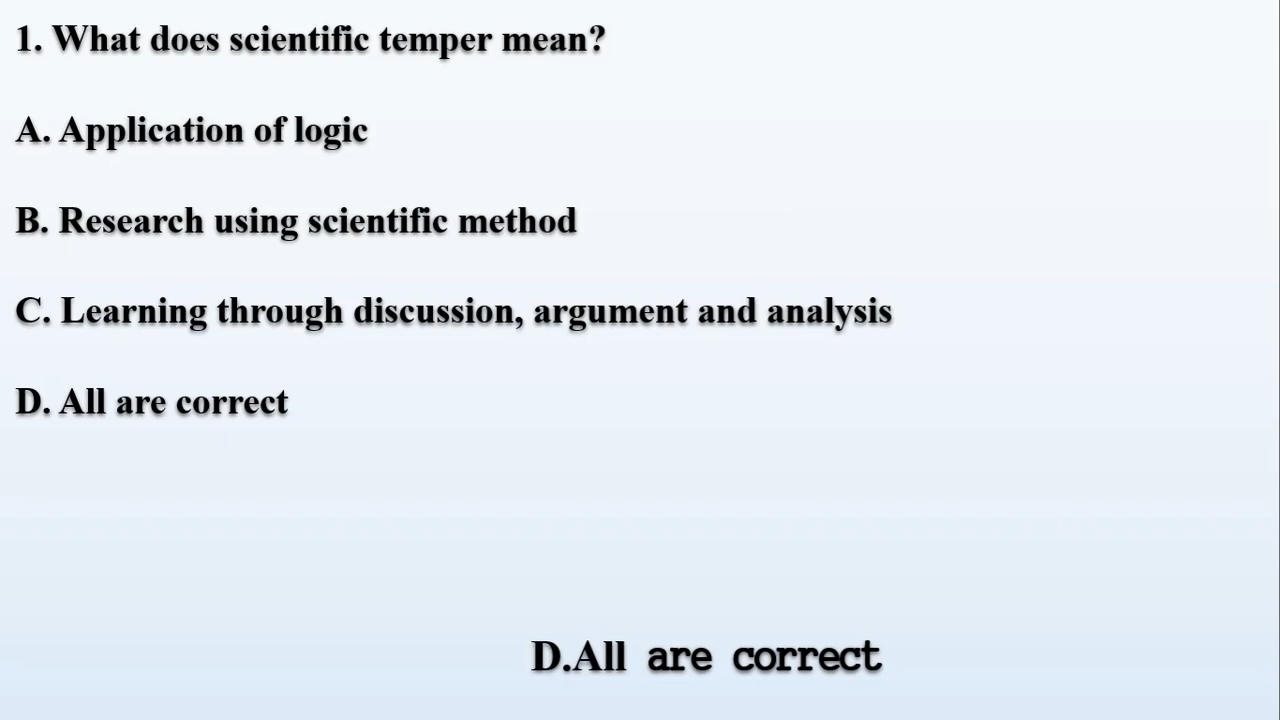 1. What does scientific temper mean?
A. Application of logic
B. Research using scientific method
C. Learning through discussion, argument and analysis
D. All are correct
D.All are correct